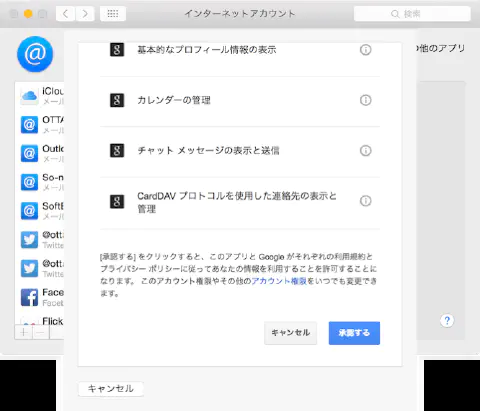 インターネットアカウント
検索
基本的なプロフィール情報の表示
の他のアプリ
カレンダーの管理
チャット メッセージの表示と送信
CardDAV プロトコルを使用した連絡先の表示と
管理
[承認する] をクリックすると、このアプリと Google がそれぞれの利用規約と
プライバシー ポリシーに従ってあなたの情報を利用することを許可することに
なります。 このアカウント権限やその他のアカウント権限をいつでも変更でき
ます。
キャンセル
承認する
キャンセル
iClou
メール
OTTA
メール
Outlo
メール
So-n
メール
SoftB
メール
@otta
Twitte
@otta
Twitte
Face
Faceb
Flick
?